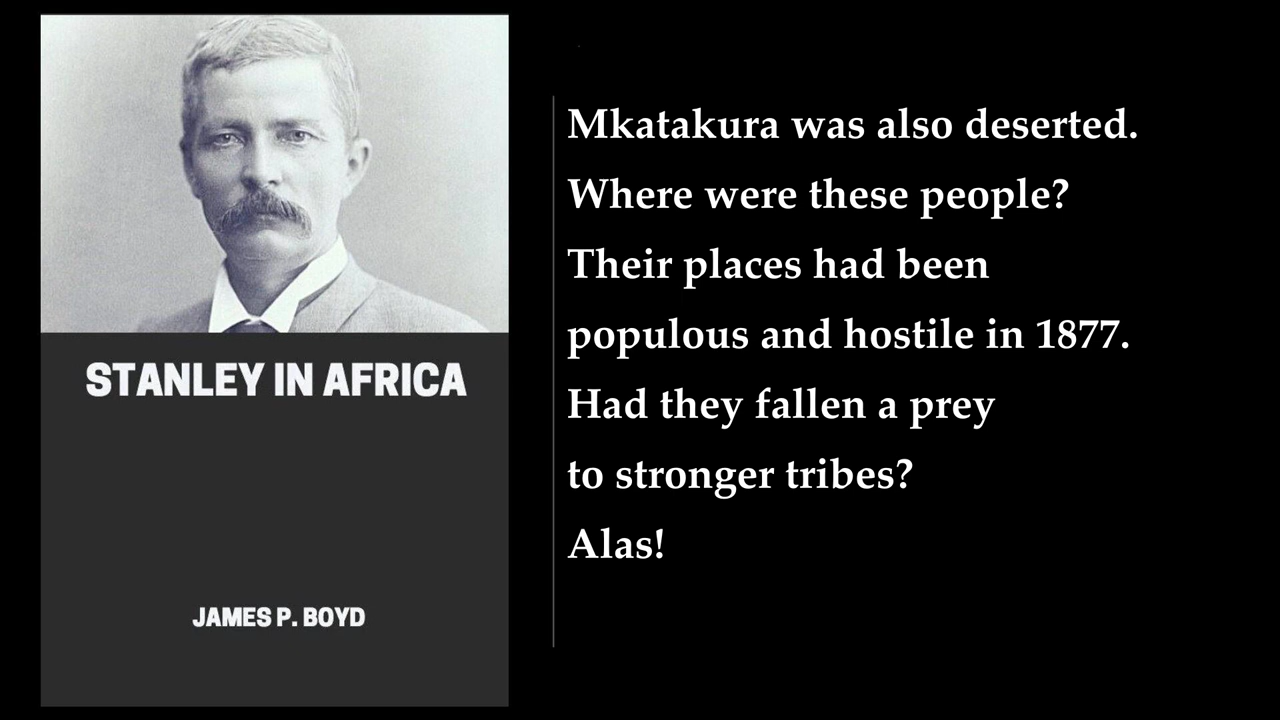 STANLEY IN AFRICA
JAMES P. BOYD
Mkatakura was also deserted.
Where were these people?
Their places had been
populous and hostile in 1877.
Had they fallen a prey
to stronger tribes?
Alas!